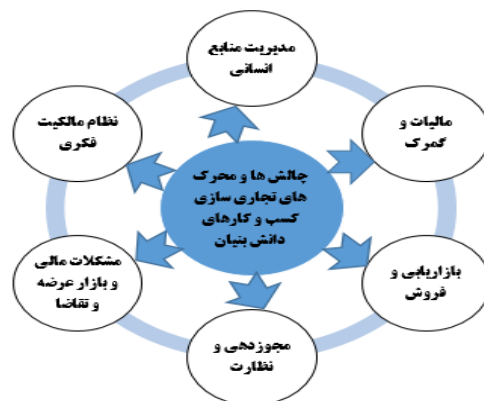 مدیریت منابع
انسانی
مالیات و
گمرک
بازاریابی و
فروش
مجوزدهی و
نظارت
مشکلات مالی
و بازار عرضه
و تقاضا
نظام مالکیت
فکری
چالش ها و محرک
های تجاری سازی
کسب و کارهای
دانش بنیان